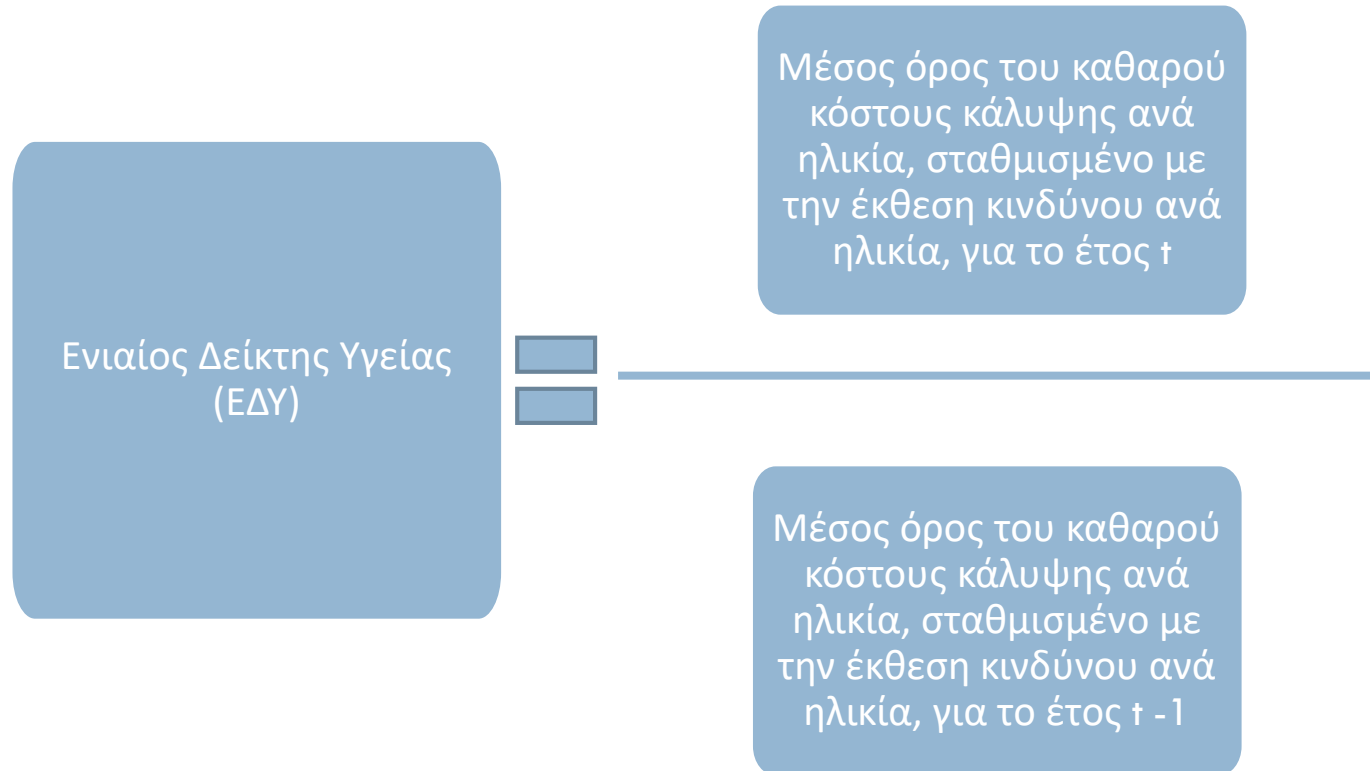 Ενιαίος Δείκτης Υγείας
(ΕΔΥ)
Μέσος όρος του καθαρού
κόστους κάλυψης ανά
ηλικία, σταθμισμένο με
την έκθεση κινδύνου ανά
ηλικία, για το έτος t
Μέσος όρος του καθαρού
κόστους κάλυψης ανά
ηλικία, σταθμισμένο με
την έκθεση κινδύνου ανά
ηλικία, για το έτος t -1